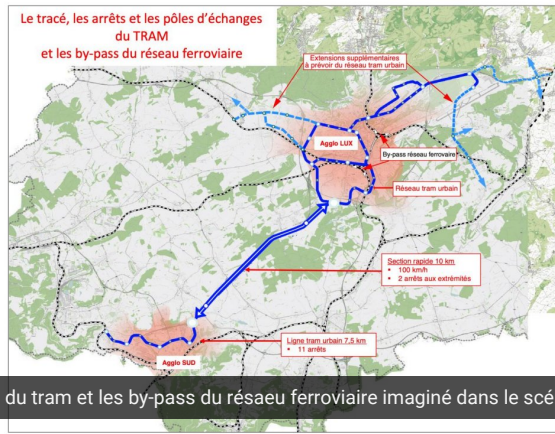 Le tracé, les arrêts et les pôles d'échanges
du TRAM
et les by-pass du réseau ferroviaire
Extensions supplémentaires
à prévoir du réseau tram urbain
Agglo LUX
By-pass réseau ferroviaire
Réseau tram urbain
Section rapide 10 km
• 100 km/h
• 2 arrêts aux extrémités
Ligne tram urbain 7.5 km
• 11 arrêts
Agglo SUD
du tram et les by-pass du résaeu ferroviaire imaginé dans le scé